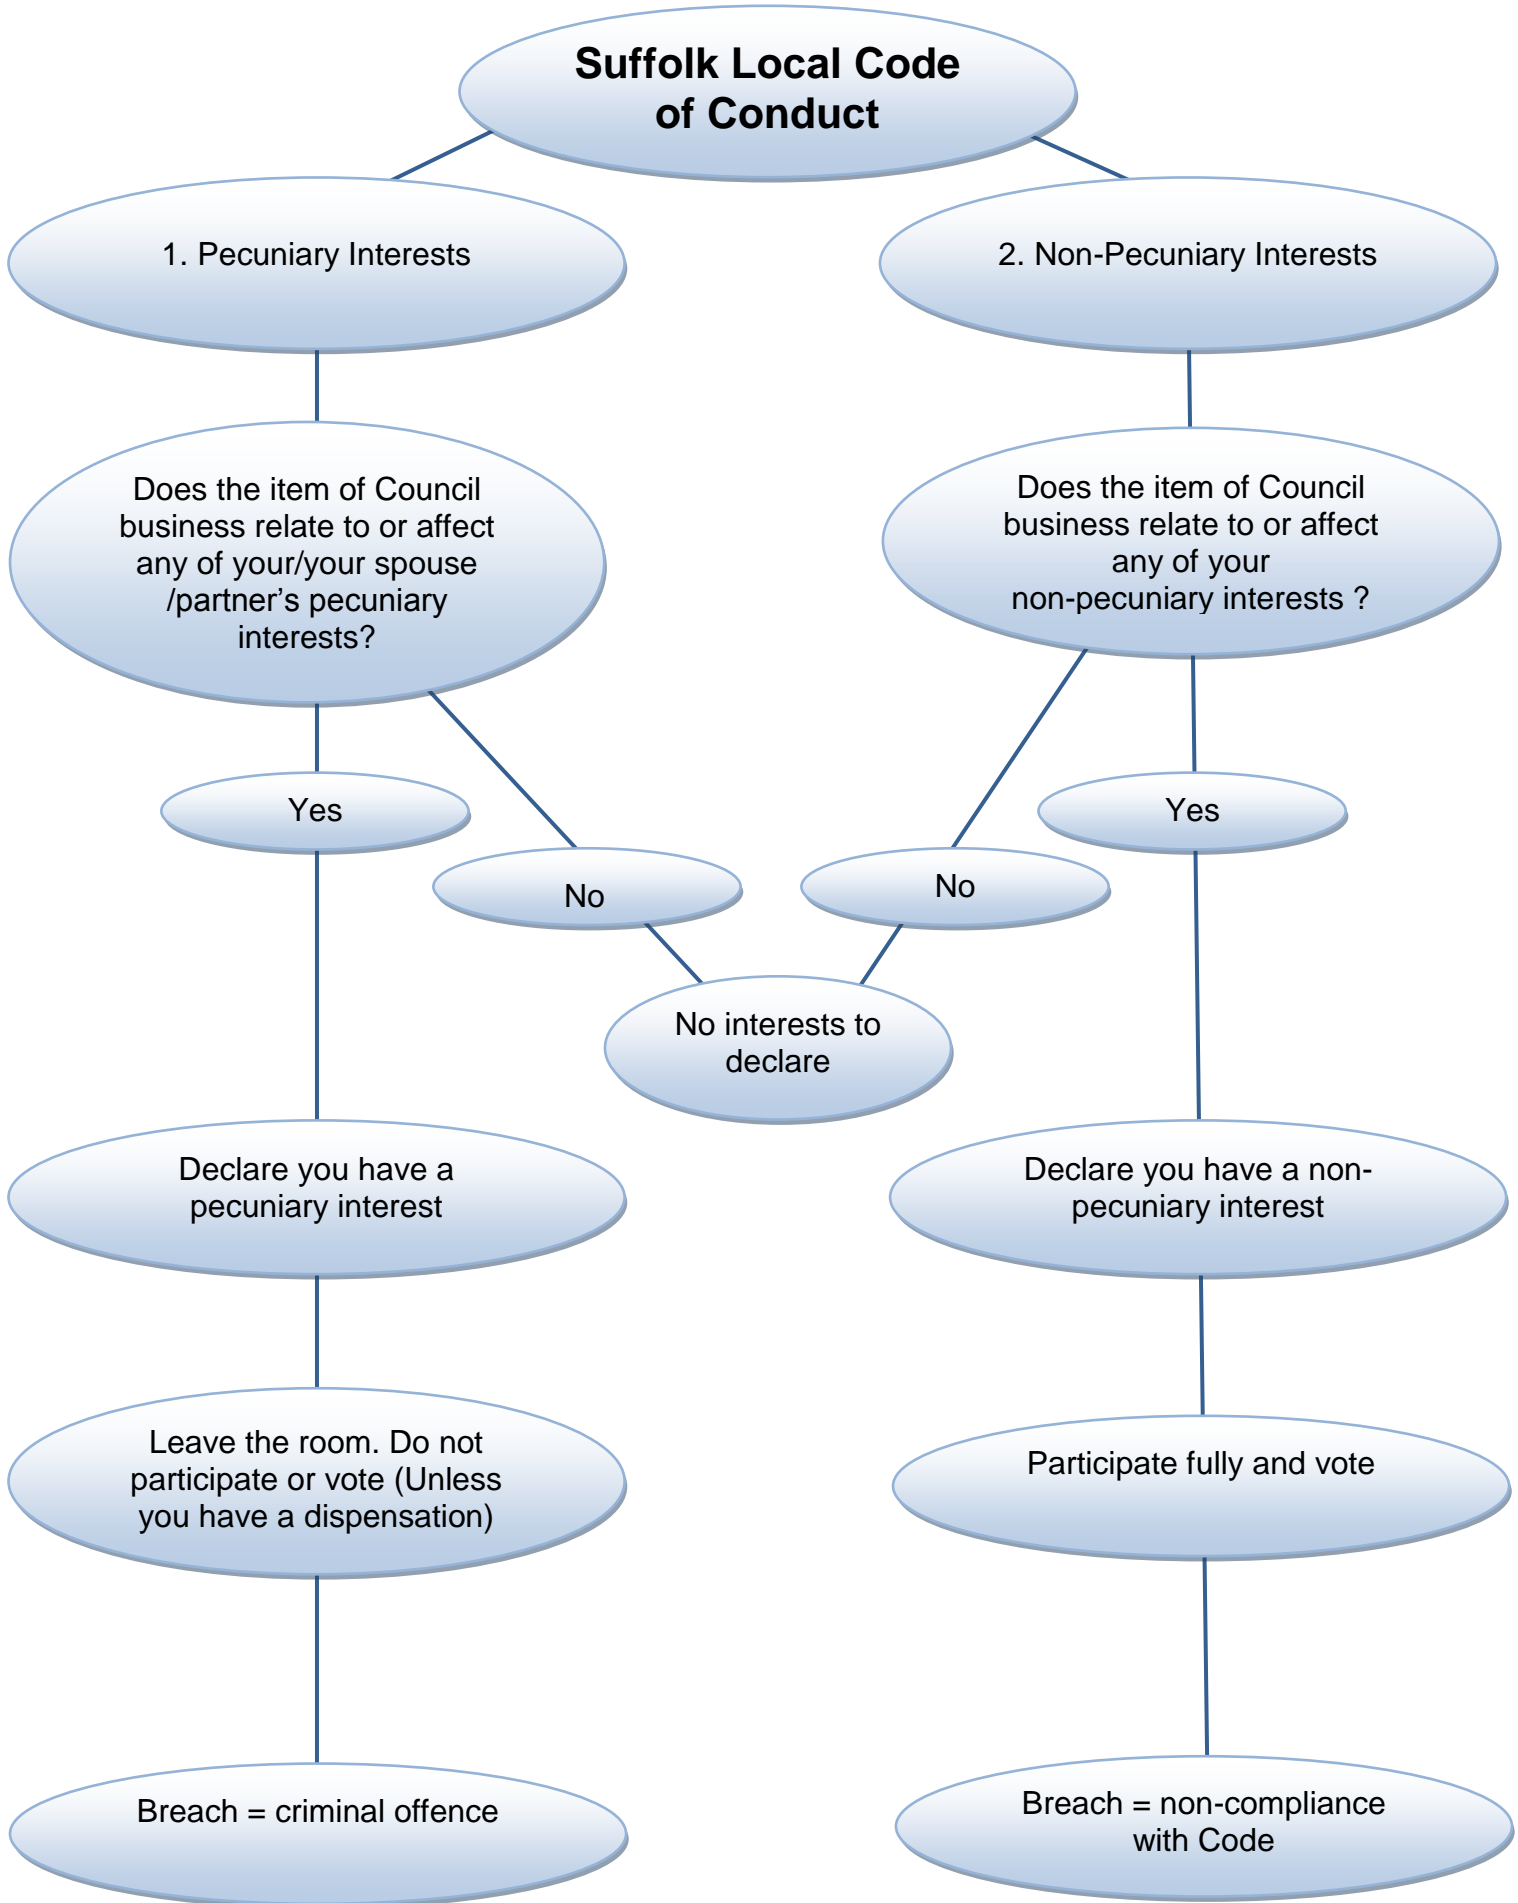 Suffolk Local Code
of Conduct
1. Pecuniary Interests
2. Non-Pecuniary Interests
Does the item of Council
business relate to or affect
any of your/your spouse
/partner’s pecuniary
interests?
Does the item of Council
business relate to or affect
any of your
non-pecuniary interests ?
Yes
No
No
Yes
No interests to
declare
Declare you have a
pecuniary interest
Declare you have a non-
pecuniary interest
Leave the room. Do not
participate or vote (Unless
you have a dispensation)
Participate fully and vote
Breach = criminal offence
Breach = non-compliance
with Code